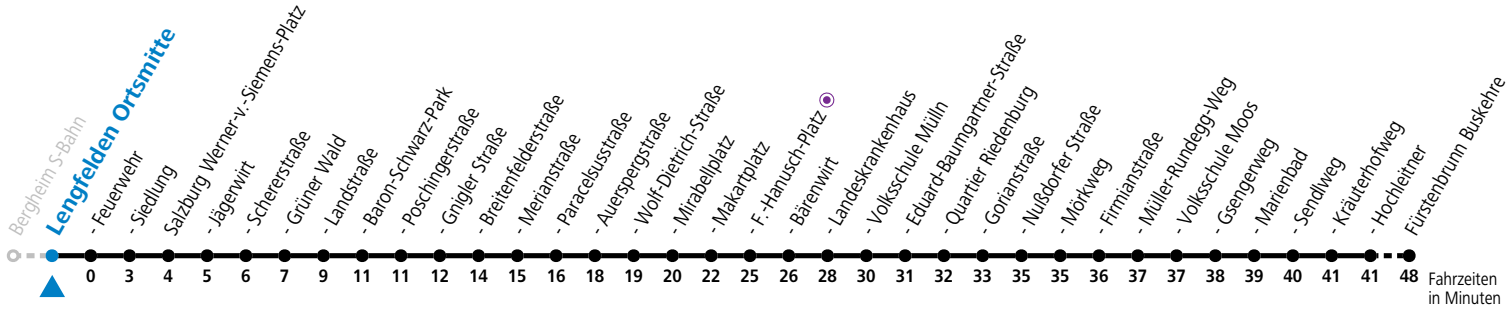 Bergheim S-Bahn
Lengfelden Ortsmitte
- Feuerwehr
- Siedlung
Salzburg Werner-v.-Siemens-Platz
- Jägerwirt
- Schererstraße
- Grüner Wald
- Landstraße
- Baron-Schwarz-Park
- Poschingerstraße
- Gnigler Straße
- Breitenfelderstraße
- Merianstraße
- Paracelsusstraße
- Auerspergstraße
- Wolf-Dietrich-Straße
- Mirabellplatz
- Makartplatz
- F.-Hanusch-Platz
- Bärenwirt
- Landeskrankenhaus
- Volksschule Mülln
- Eduard-Baumgartner-Straße
- Quartier Riedenburg
- Gorianstraße
- Nußdorfer Straße
- Mörkweg
- Firmianstraße
- Müller-Rundegg-Weg
- Volksschule Moos
- Gsengenweg
- Marienbad
- Sendlweg
- Kräuterhofweg
- Hochleitner
Fürstenbrunn Buskehre
0 3 4 5 6 7 9 11 11 12 14 15 16 18 19 20 22 25 26 28 30 31 32 33 35 35 36 37 37 38 39 40 41 41 48
Fahrzeiten
in Minuten